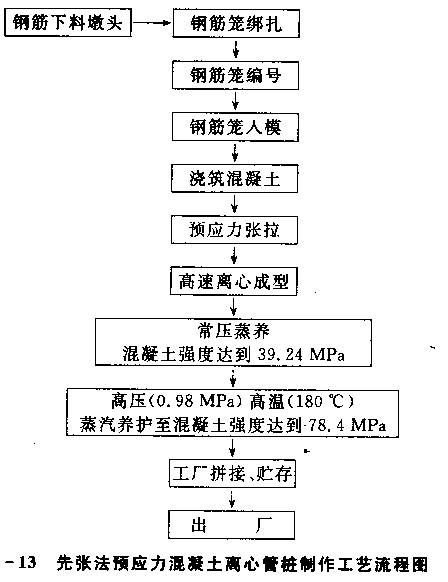 钢筋下料墩头
钢筋笼绑扎
钢筋笼编号
钢筋笼人模
浇筑混凝土
预应力张拉
高速离心成型
常压蒸养
混凝土强度达到39.24 MPa
高压(0.98 MPa)高温(180 ℃)
蒸汽养护至混凝土强度达到·78.4 MPa
工厂拼接、贮存
出 厂
-13 先张法预应力混凝土离心管桩制作工艺流程图